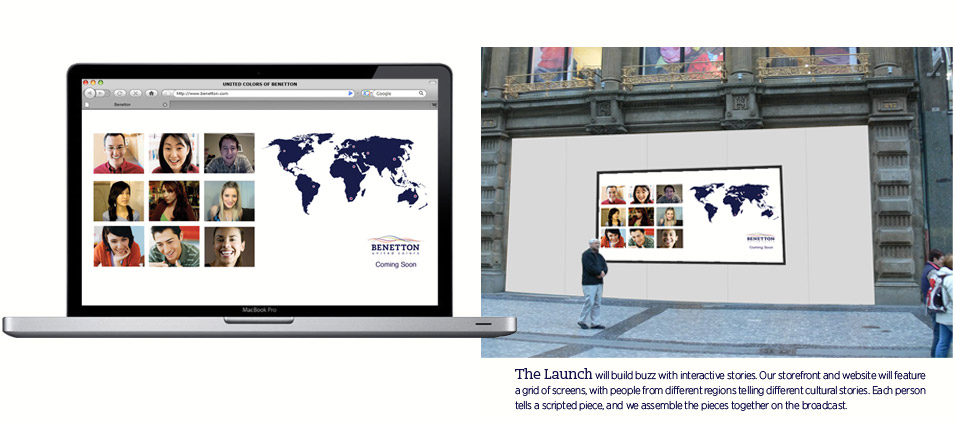 UNITED COLORS OF BENETTON
http://www.benetton.com
Google
Benetton
BENETTON
united colors
Coming Soon
MacBook Pro
BENETTON
Coming Soon
The Launch will build buzz with interactive stories. Our storefront and website will feature
a grid of screens, with people from different regions telling different cultural stories. Each person
tells a scripted piece, and we assemble the pieces together on the broadcast.